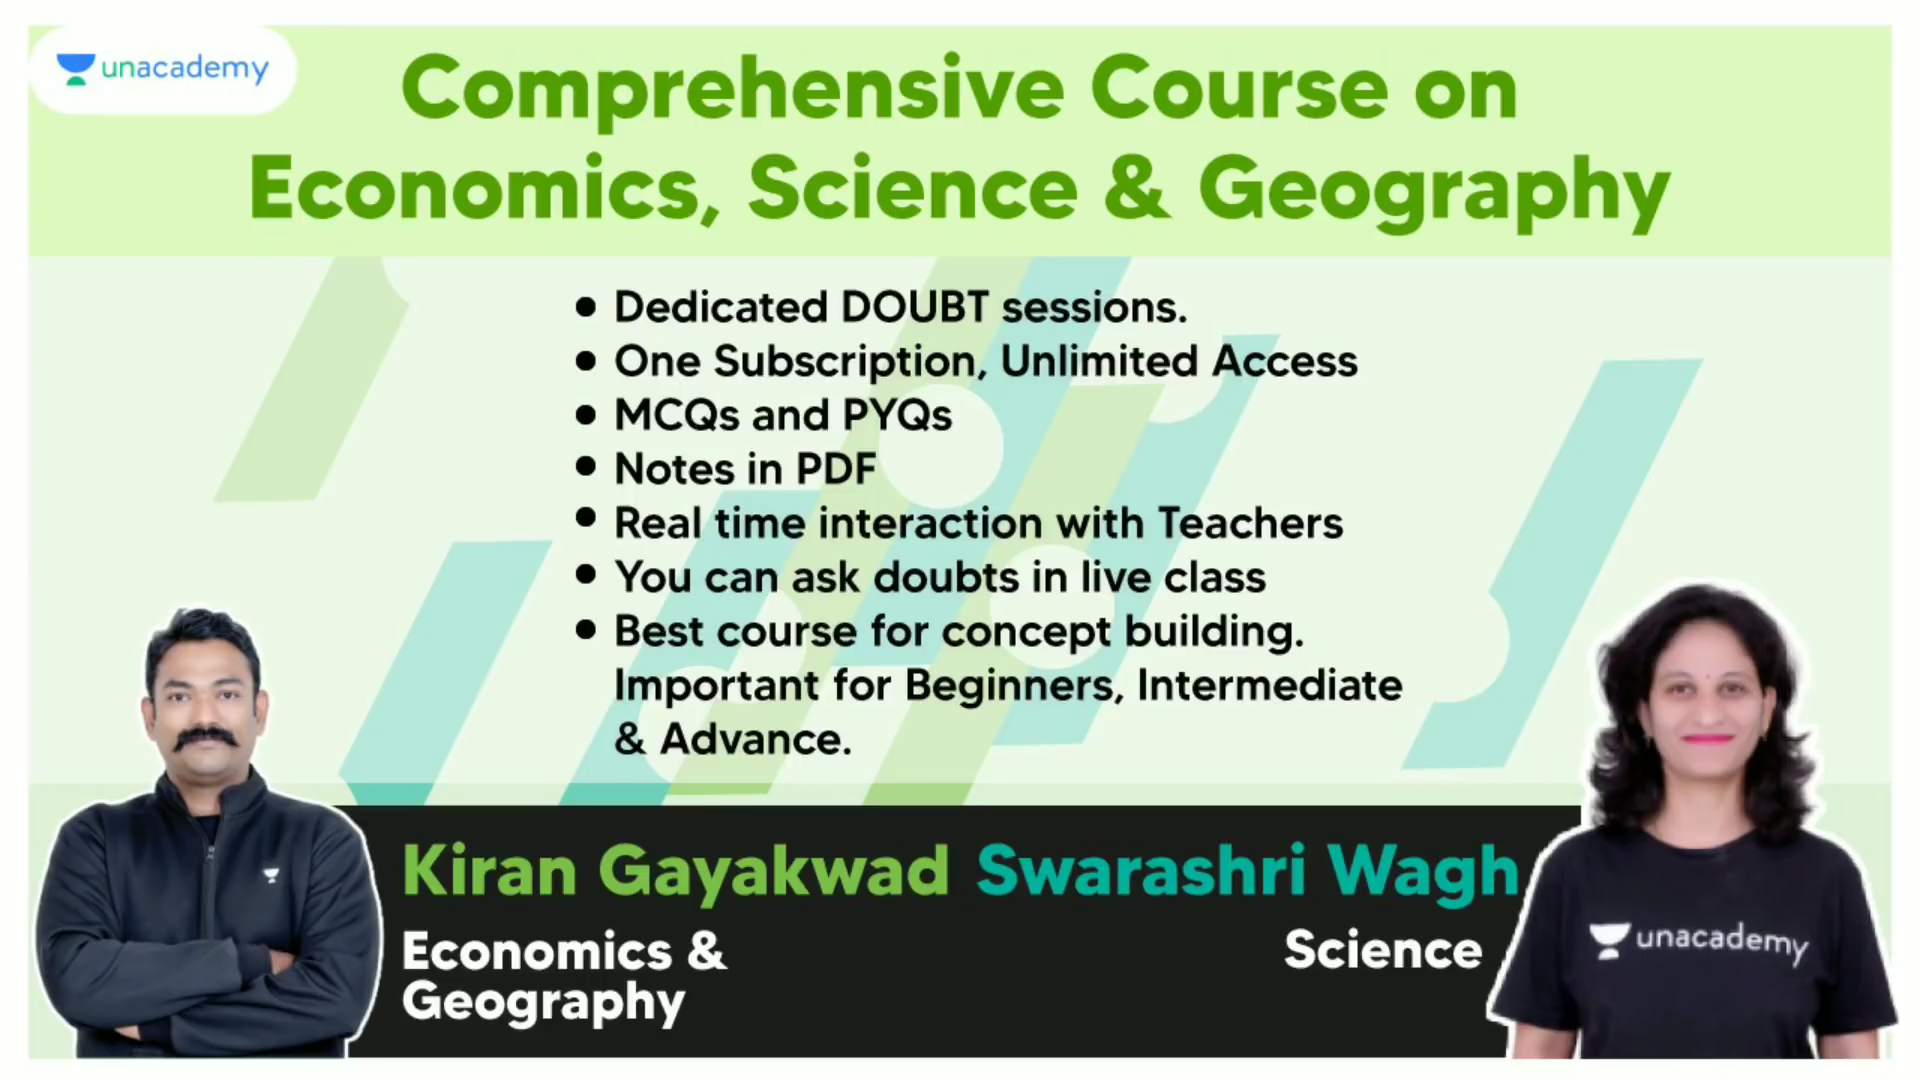 unacademy
Comprehensive Course on
Economics, Science & Geography
• Dedicated DOUBT sessions.
• One Subscription, Unlimited Access
• MCQs and PYQs
• Notes in PDF
• Real time interaction with Teachers
• You can ask doubts in live class
• Best course for concept building.
Important for Beginners, Intermediate
& Advance.
Kiran Gayakwad
Economics &
Geography
Swarashri Wagh
Science
unacademy